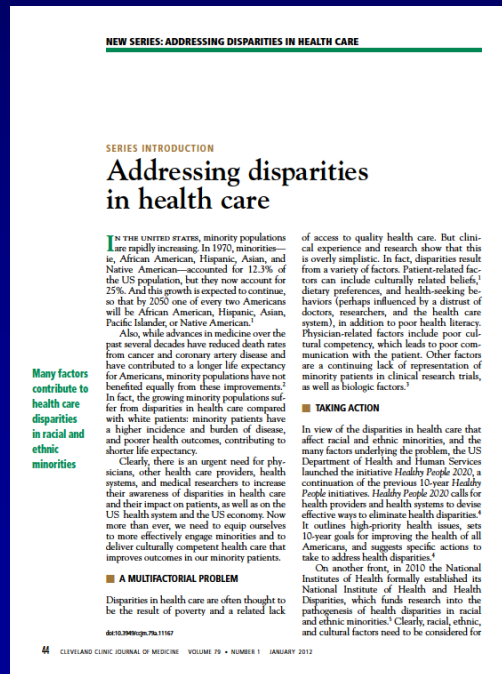 NEW SERIES: ADDRESSING DISPARITIES IN HEALTH CARE
SERIES INTRODUCTION
Addressing disparities
in health care
IN THE UNITED STATES, minority populations
are rapidly increasing. In 1970, minorities—
ie, African American, Hispanic, Asian, and
Native American—accounted for 12.3% of
the US population, but they now account for
25%. And this growth is expected to continue,
so that by 2050 one of every two Americans
will be African American, Hispanic, Asian,
Pacific Islander, or Native American.1
Also, while advances in medicine over the
past several decades have reduced death rates
from cancer and coronary artery disease and
have contributed to a longer life expectancy
for Americans, minority populations have not
benefited equally from these improvements.2
In fact, the growing minority populations suf-
fer from disparities in health care compared
with white patients: minority patients have
a higher incidence and burden of disease,
and poorer health outcomes, contributing to
shorter life expectancy.
Clearly, there is an urgent need for phy-
sicians, other health care providers, health
systems, and medical researchers to increase
their awareness of disparities in health care
and their impact on patients, as well as on the
US health system and the US economy. Now
more than ever, we need to equip ourselves
to more effectively engage minorities and to
deliver culturally competent health care that
improves outcomes in our minority patients.
■ A MULTIFACTORIAL PROBLEM
Disparities in health care are often thought to
be the result of poverty and a related lack
doi:10.3949/ccjm.79a.11167
of access to quality health care. But clini-
cal experience and research show that this
is overly simplistic. In fact, disparities result
from a variety of factors. Patient-related fac-
tors can include culturally related beliefs,1
dietary preferences, and health-seeking be-
haviors (perhaps influenced by a distrust of
doctors, researchers, and the health care
system), in addition to poor health literacy.
Physician-related factors include poor cul-
tural competency, which leads to poor com-
munication with the patient. Other factors
are a continuing lack of representation of
minority patients in clinical research trials,
as well as biologic factors.3
■ TAKING ACTION
In view of the disparities in health care that
affect racial and ethnic minorities, and the
many factors underlying the problem, the US
Department of Health and Human Services
launched the initiative Healthy People 2020, a
continuation of the previous 10-year Healthy
People initiatives. Healthy People 2020 calls for
health providers and health systems to devise
effective ways to eliminate health disparities.4
It outlines high-priority health issues, sets
10-year goals for improving the health of all
Americans, and suggests specific actions to
take to address health disparities.4
On another front, in 2010 the National
Institutes of Health formally established its
National Institute of Health and Health
Disparities, which funds research into the
pathogenesis of health disparities in racial
and ethnic minorities.5 Clearly, racial, ethnic,
and cultural factors need to be considered for
Many factors
contribute to
health care
disparities
in racial and
ethnic
minorities
44 CLEVELAND CLINIC JOURNAL OF MEDICINE VOLUME 79 • NUMBER 1 JANUARY 2012